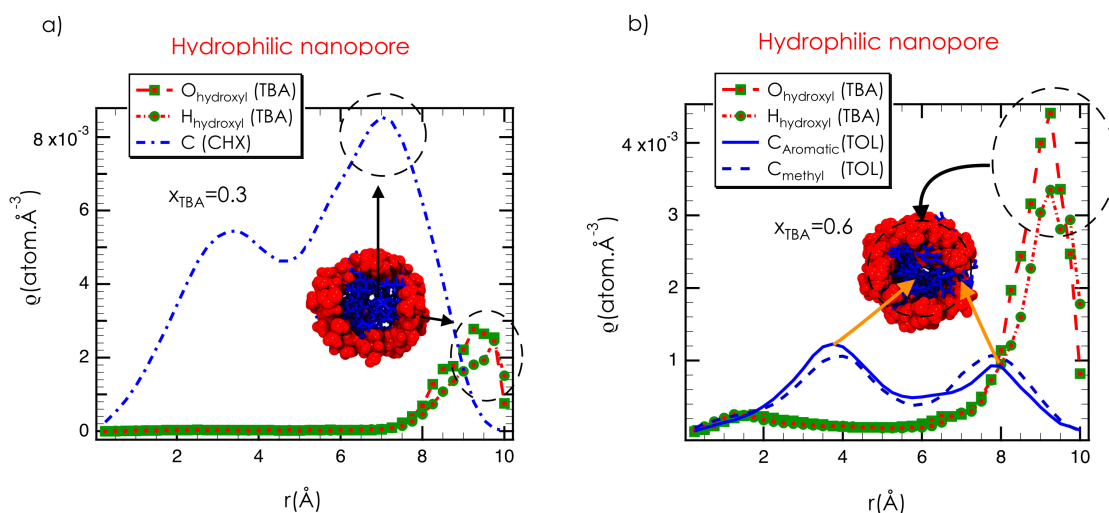 a)
Hydrophilic nanopore
O_hydroxyl (TBA)
H_hydroxyl (TBA)
C (CHX)
x_TBA=0.3
8 x10^-3
6
4
2
0
ϱ(atom.Å^-3)
2
4
6
8
10
r(Å)
b)
Hydrophilic nanopore
O_hydroxyl (TBA)
H_hydroxyl (TBA)
C_Aromatic (TOL)
C_methyl (TOL)
x_TBA=0.6
4 x10^-3
3
2
1
ϱ(atom.Å^-3)
2
4
6
8
10
r(Å)